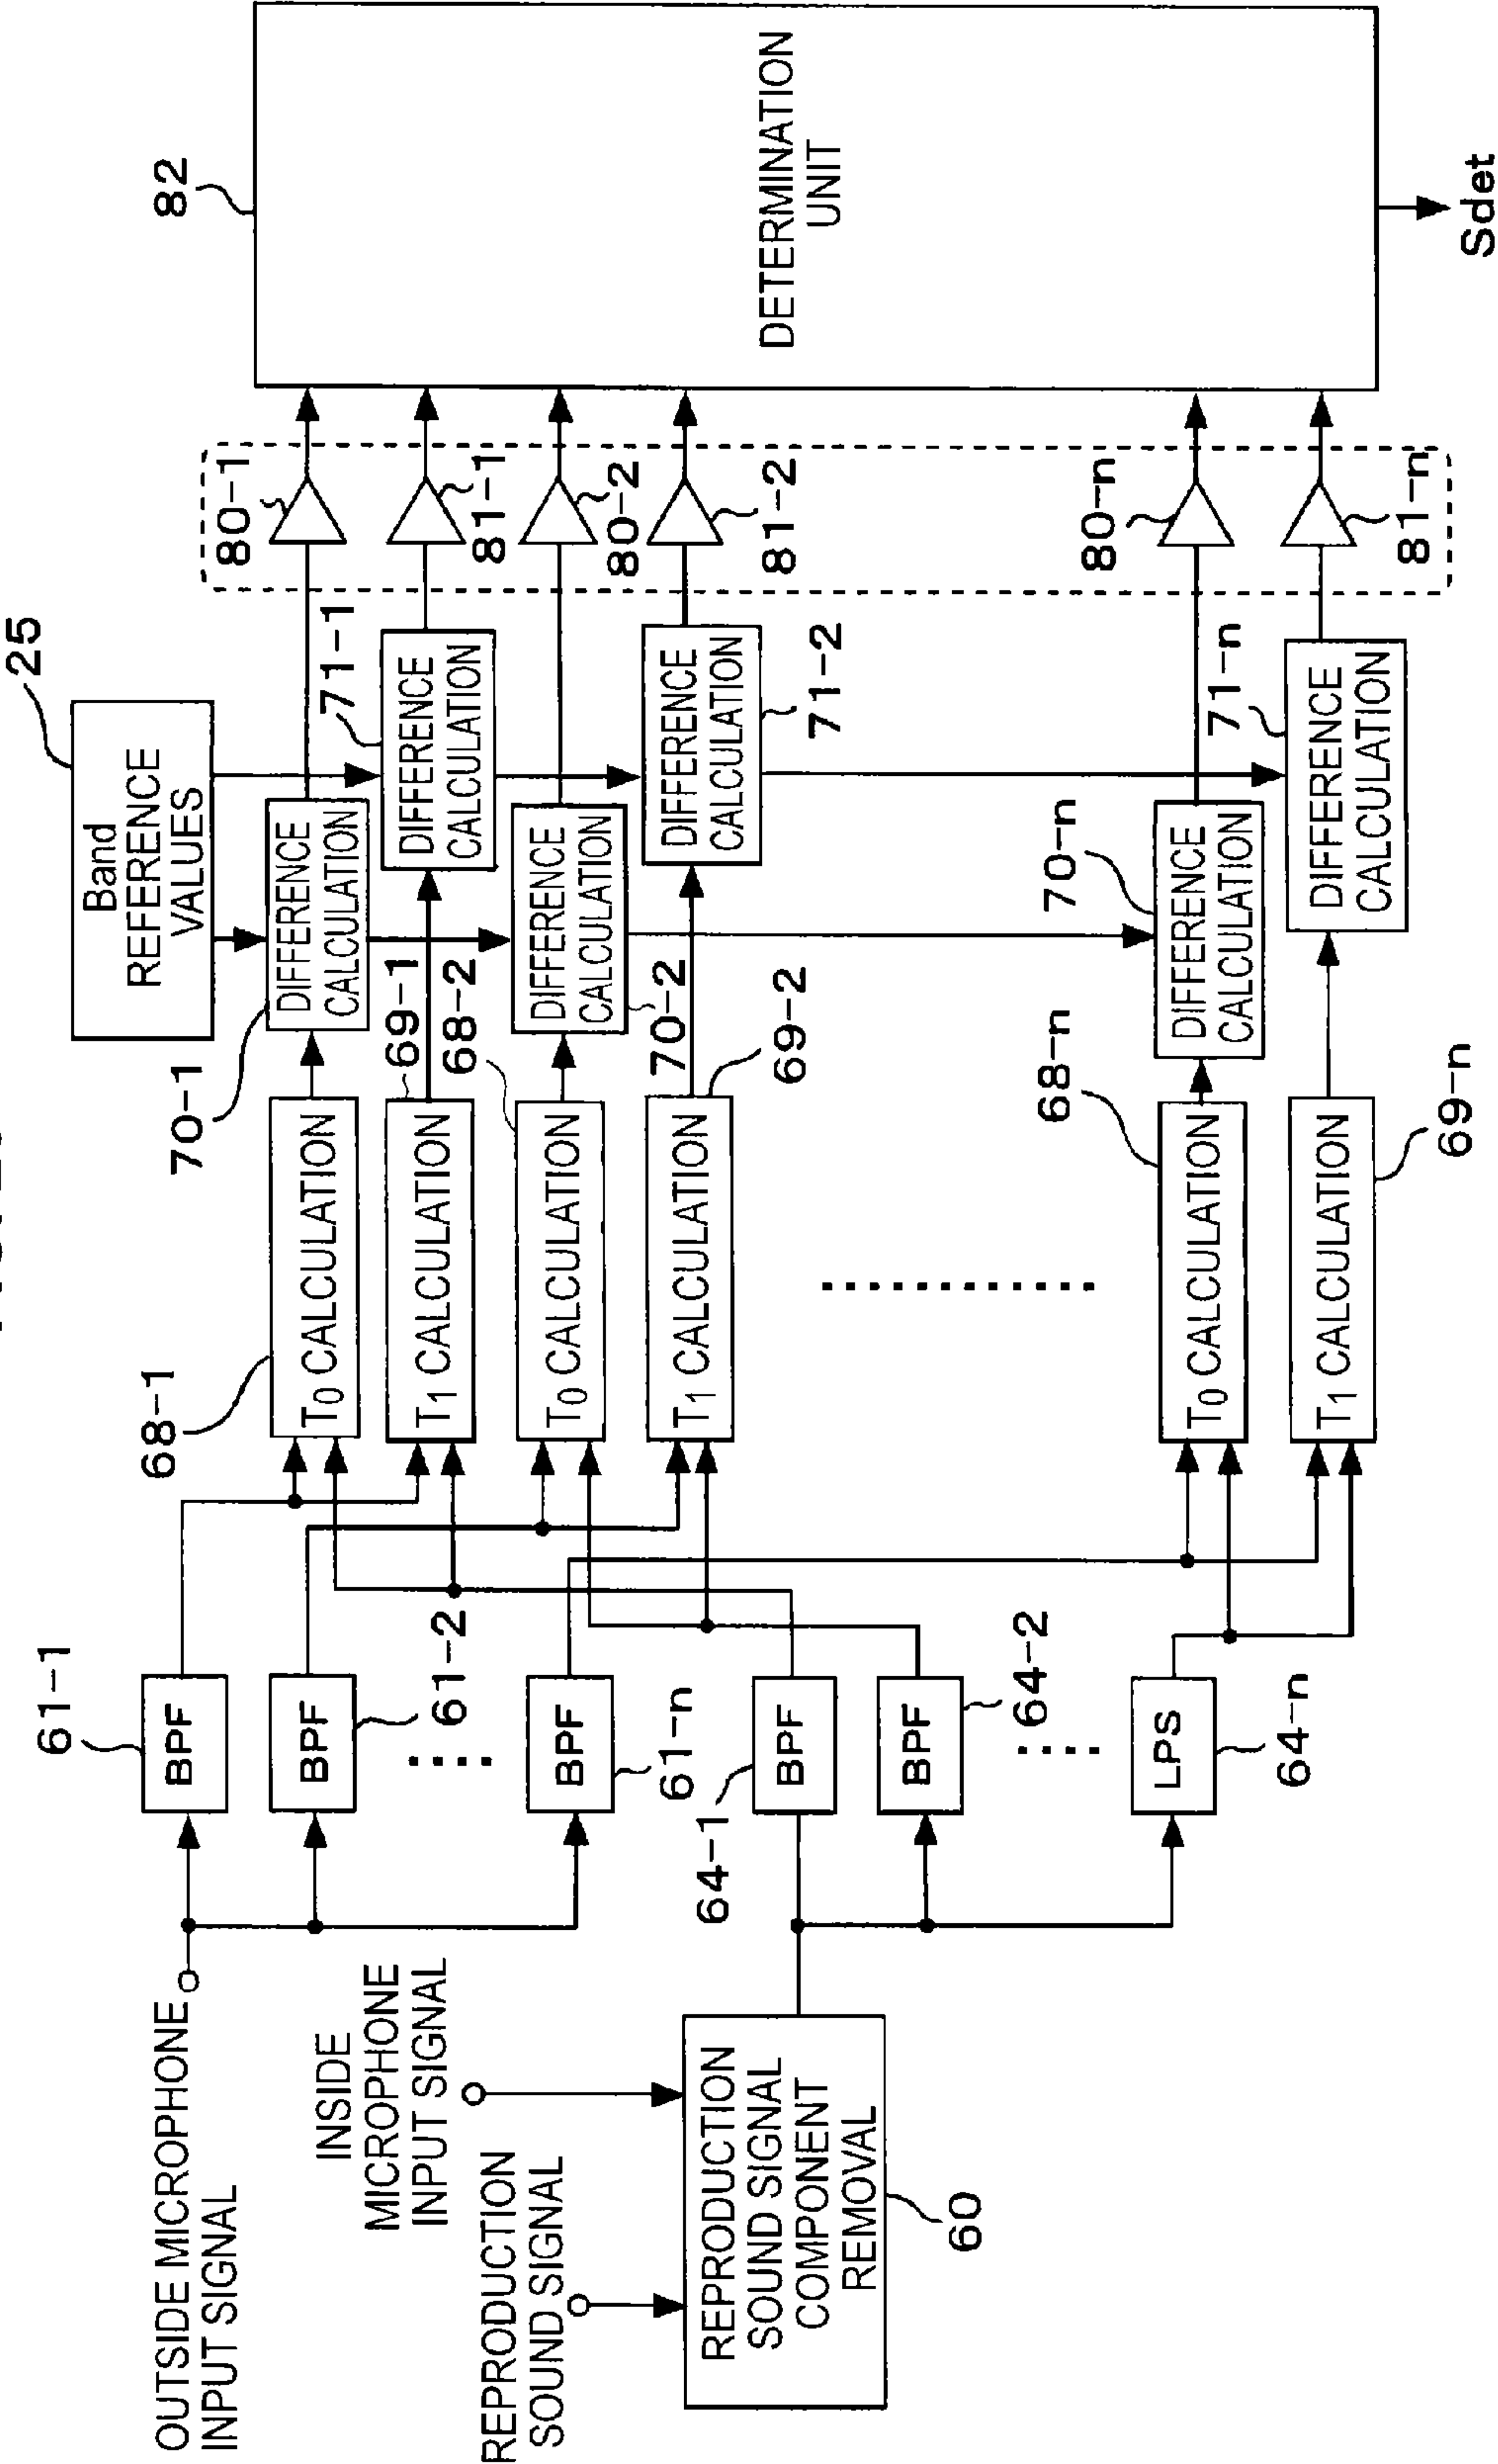 OUTSIDE MICROPHONE
INPUT SIGNAL
INSIDE
MICROPHONE
INPUT SIGNAL
REPRODUCTION
SOUND SIGNAL
REPRODUCTION
SOUND SIGNAL
COMPONENT
REMOVAL
60
61-1
BPF
BPF
61-2
BPF
61-n
64-1
BPF
BPF
64-2
LPS
64-n
68-1
T0 CALCULATION
T1 CALCULATION
69-1
68-2
T0 CALCULATION
T1 CALCULATION
69-2
68-n
T0 CALCULATION
T1 CALCULATION
69-n
25
Band
REFERENCE
VALUES
70-1
DIFFERENCE
CALCULATION
71-1
DIFFERENCE
CALCULATION
DIFFERENCE
CALCULATION
70-2
DIFFERENCE
CALCULATION
71-2
70-n
DIFFERENCE
CALCULATION
71-n
DIFFERENCE
CALCULATION
80-1
81-1
80-2
81-2
80-n
81-n
82
DETERMINATION
UNIT
Sdet